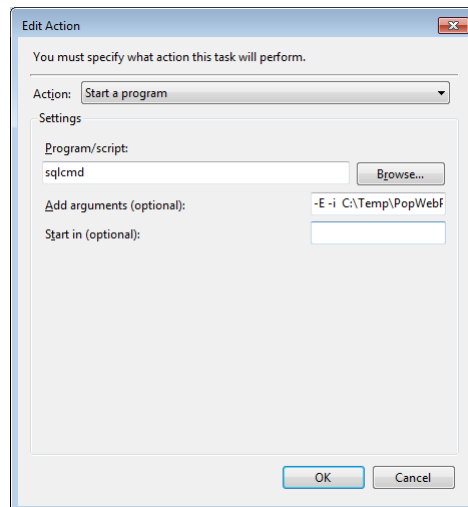 Edit Action
You must specify what action this task will perform.
Action: Start a program
Settings
Program/script:
sqlcmd Browse...
Add arguments (optional): -E -i C:\Temp\PopWeb
Start in (optional):
OK Cancel